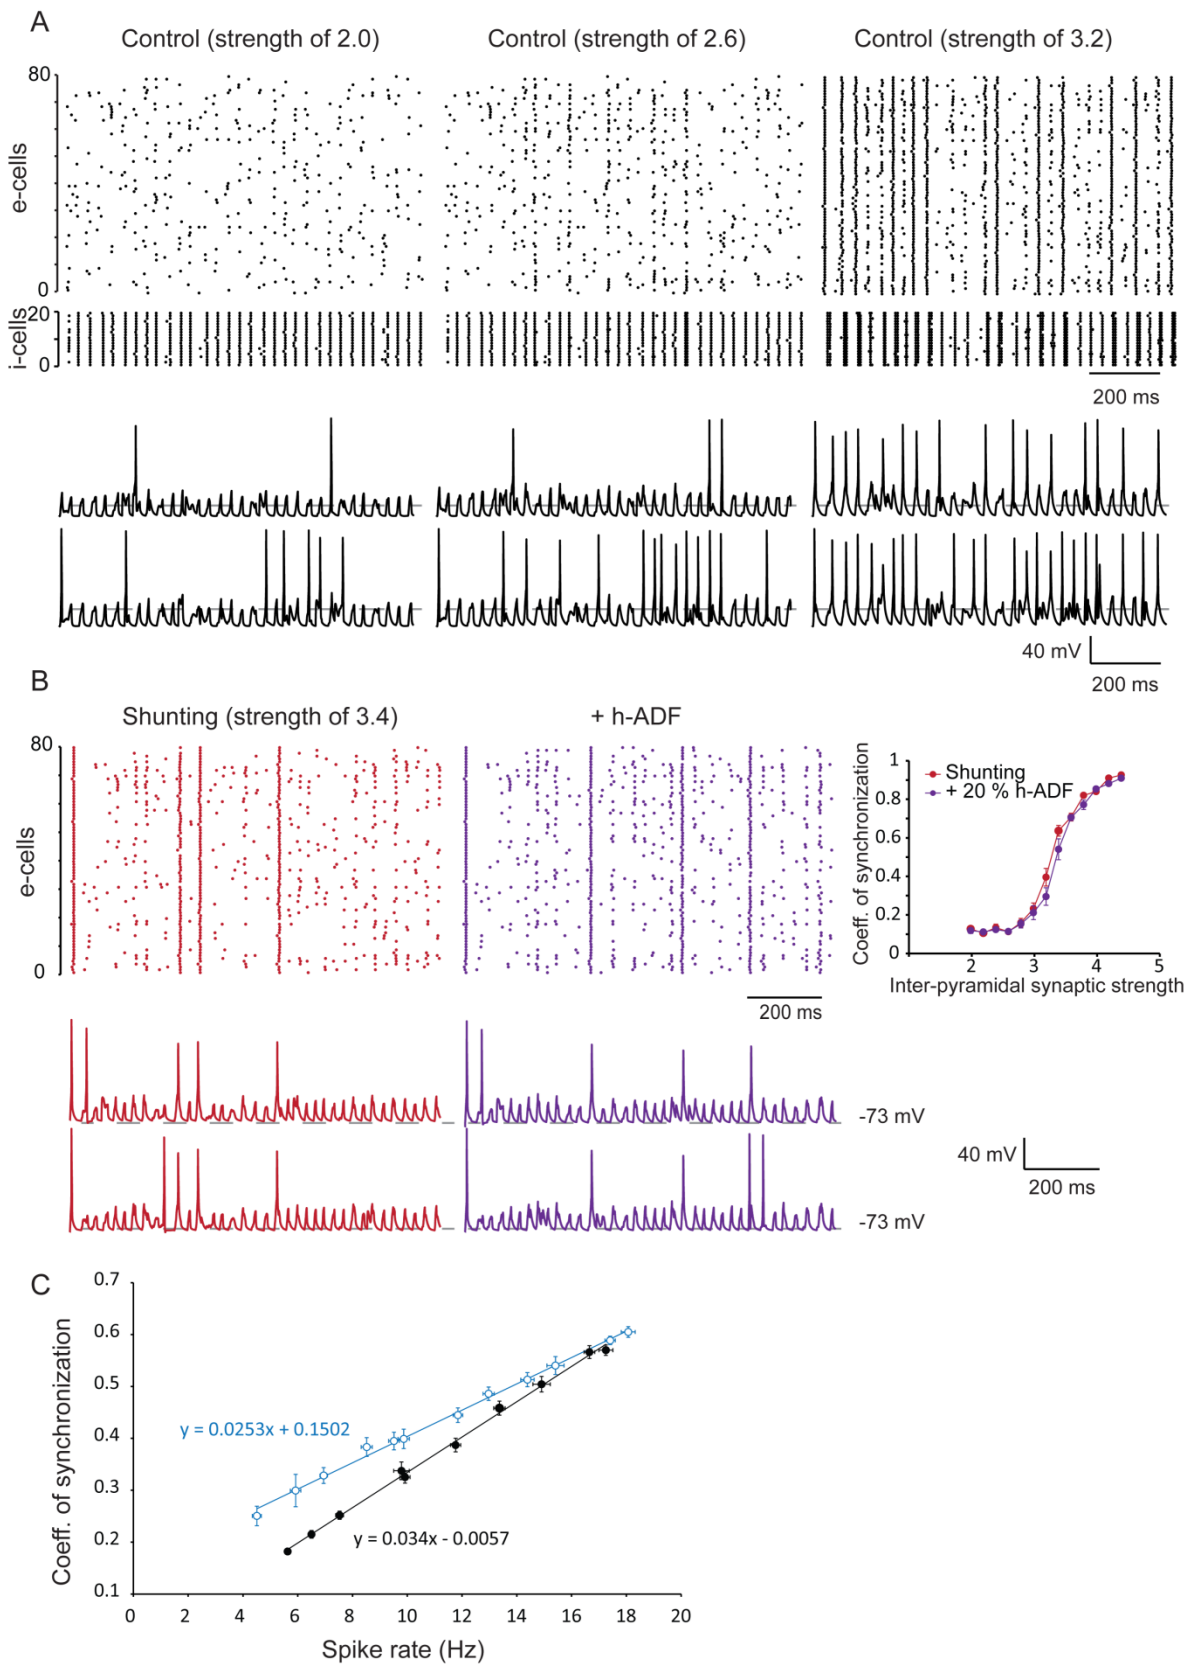 A
Control (strength of 2.0)
Control (strength of 2.6)
Control (strength of 3.2)
80
e-cells
0
20
i-cells
0
200 ms
40 mV
200 ms
B
Shunting (strength of 3.4)
+ h-ADF
80
e-cells
0
200 ms
Coeff. of synchronization
1
0.8
0.6
0.4
0.2
0
Shunting
+ 20 % h-ADF
2 3 4 5
Inter-pyramidal synaptic strength
-73 mV
40 mV
200 ms
-73 mV
C
Coeff. of synchronization
0.7
0.6
0.5
0.4
0.3
0.2
0.1
y = 0.0253x + 0.1502
y = 0.034x - 0.0057
0 2 4 6 8 10 12 14 16 18 20
Spike rate (Hz)